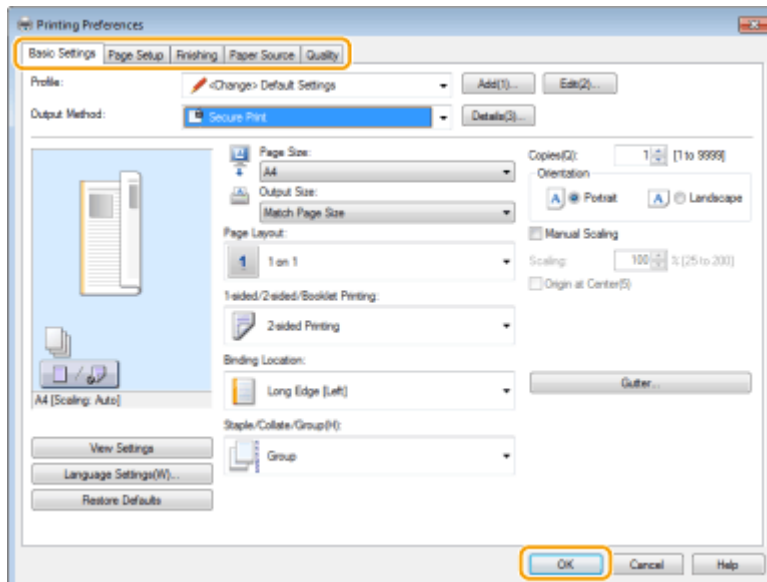 Printing Preferences
Basic Settings Page Setup Finishing Paper Source Quality
Profile: <Change> Default Settings Add(1)... Edit(2)...
Output Method: Secure Print Details(3)...
Page Size: Copies(Q): 1 [1 to 9999]
A4 Orientation
Output Size: A Portrait A Landscape
Match Page Size
Page Layout: Manual Scaling
1 1 on 1 Scaling: 100 % [25 to 200]
Origin at Center(5)
1-sided/2-sided/Booklet Printing:
2-sided Printing
Binding Location:
Long Edge [Left] Gutter...
A4 [Scaling: Auto]
Staple/Collate/Group(H):
View Settings Group
Language Settings(W)...
Restore Defaults
OK Cancel Help